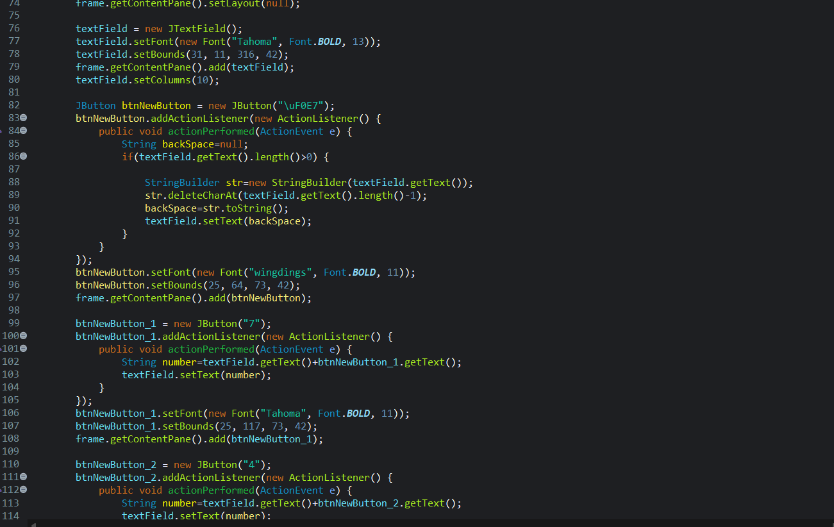 74 frame.getContentPane().setLayout(null);
75
76 textField = new JTextField();
77 textField.setFont(new Font("Tahoma", Font.BOLD, 13));
78 textField.setBounds(31, 11, 316, 42);
79 frame.getContentPane().add(textField);
80 textField.setColumns(10);
81
82 JButton btnNewButton = new JButton("\uF0E7");
83 btnNewButton.addActionListener(new ActionListener() {
84 public void actionPerformed(ActionEvent e) {
85 String backSpace=null;
86 if(textField.getText().length()>0) {
87
88 StringBuilder str=new StringBuilder(textField.getText());
89 str.deleteCharAt(textField.getText().length()-1);
90 backSpace=str.toString();
91 textField.setText(backSpace);
92 }
93 }
94 });
95 btnNewButton.setFont(new Font("wingdings", Font.BOLD, 11));
96 btnNewButton.setBounds(25, 64, 73, 42);
97 frame.getContentPane().add(btnNewButton);
98
99 btnNewButton_1 = new JButton("7");
100 btnNewButton_1.addActionListener(new ActionListener() {
101 public void actionPerformed(ActionEvent e) {
102 String number=textField.getText()+btnNewButton_1.getText();
103 textField.setText(number);
104 }
105 });
106 btnNewButton_1.setFont(new Font("Tahoma", Font.BOLD, 11));
107 btnNewButton_1.setBounds(25, 117, 73, 42);
108 frame.getContentPane().add(btnNewButton_1);
109
110 btnNewButton_2 = new JButton("4");
111 btnNewButton_2.addActionListener(new ActionListener() {
112 public void actionPerformed(ActionEvent e) {
113 String number=textField.getText()+btnNewButton_2.getText();
114 textField.setText(number);